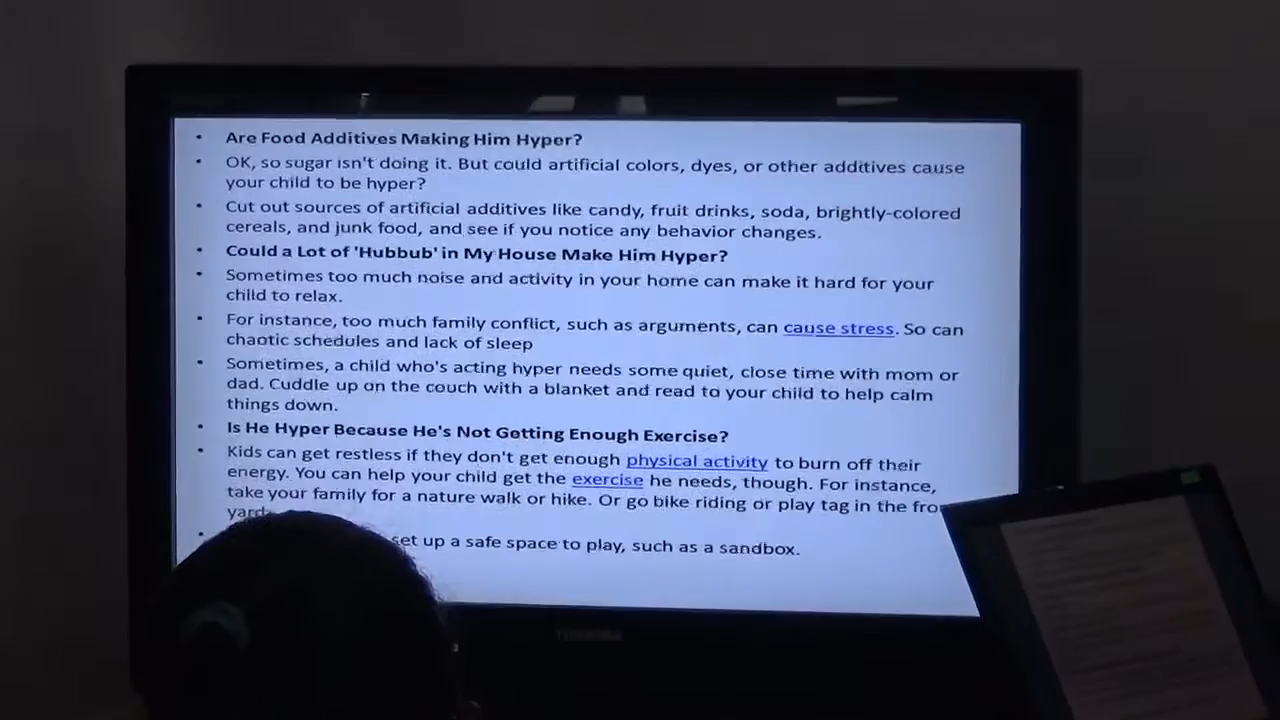 • Are Food Additives Making Him Hyper?
• OK, so sugar isn't doing it. But could artificial colors, dyes, or other additives cause
your child to be hyper?
• Cut out sources of artificial additives like candy, fruit drinks, soda, brightly-colored
cereals, and junk food, and see if you notice any behavior changes.
• Could a Lot of 'Hubbub' in My House Make Him Hyper?
• Sometimes too much noise and activity in your home can make it hard for your
child to relax.
• For instance, too much family conflict, such as arguments, can cause stress. So can
chaotic schedules and lack of sleep
• Sometimes, a child who's acting hyper needs some quiet, close time with mom or
dad. Cuddle up on the couch with a blanket and read to your child to help calm
things down.
• Is He Hyper Because He's Not Getting Enough Exercise?
• Kids can get restless if they don't get enough physical activity to burn off their
energy. You can help your child get the exercise he needs, though. For instance,
take your family for a nature walk or hike. Or go bike riding or play tag in the
• set up a safe space to play, such as a sandbox.
TOSHIBA